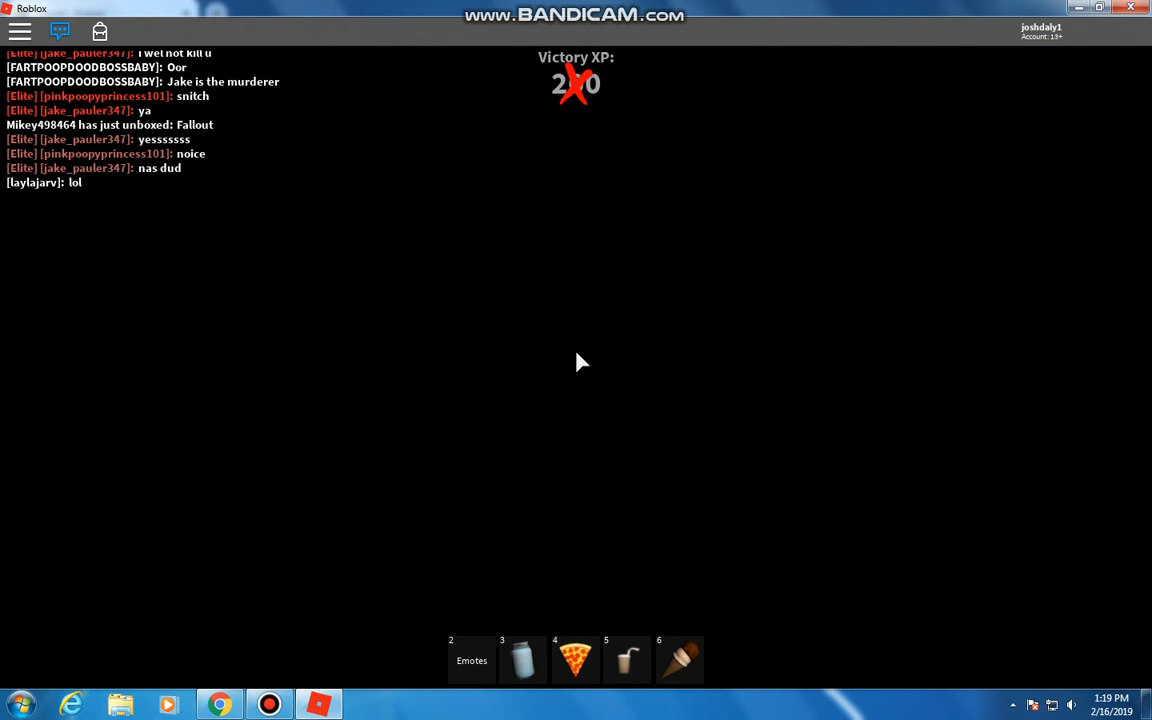 Roblox
www.BANDICAM.com
joshdaly1
Account: 13+
[Elite] [jake_pauler347]: I wel not kill u
[FARTPOOPDOODBOSSBABY]: Oor
[FARTPOOPDOODBOSSBABY]: Jake is the murderer
[Elite] [pinkpoopyprincess101]: snitch
[Elite] [jake_pauler347]: ya
Mikey498464 has just unboxed: Fallout
[Elite] [jake_pauler347]: yesssssss
[Elite] [pinkpoopyprincess101]: noice
[Elite] [jake_pauler347]: nas dud
[laylajarv]: lol
Victory XP:
200
2 3 4 5 6
Emotes
1:19 PM
2/16/2019